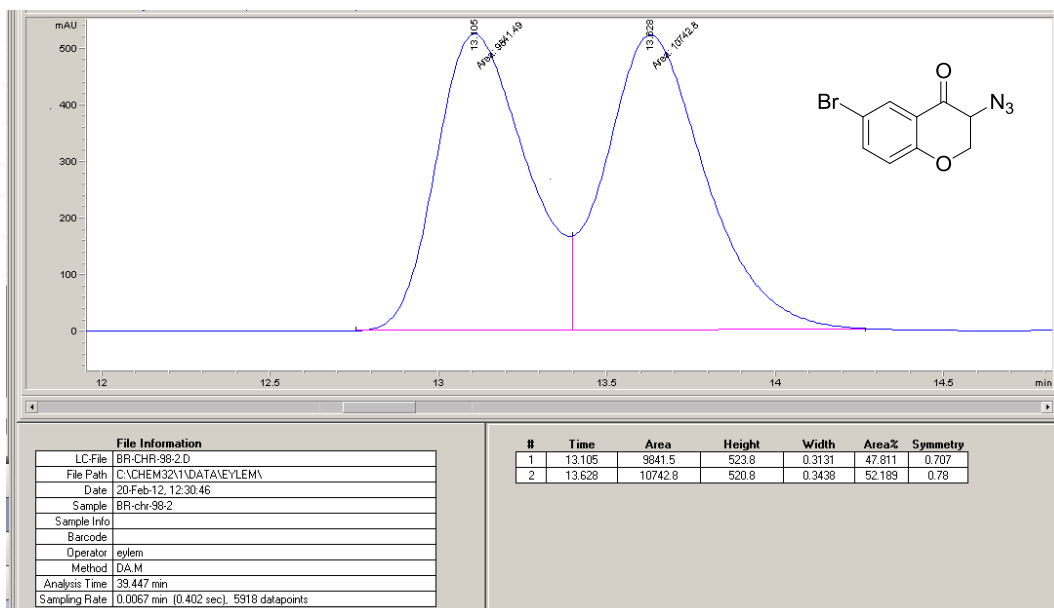 mAU
500
400
300
200
100
0
13.105
Area: 9841.49
13.628
Area: 10742.8
O
Br
N3
O
12 12.5 13 13.5 14 14.5 min
File Information
LC-File BR-CHR-98-2.D
File Path C:\CHEM32\1\DATA\EYLEM\
Date 20-Feb-12, 12:30:46
Sample BR-chr-98-2
Sample Info
Barcode
Operator eylem
Method DA.M
Analysis Time 39.447 min
Sampling Rate 0.0067 min (0.402 sec), 5918 datapoints
# Time Area Height Width Area% Symmetry
1 13.105 9841.5 523.8 0.3131 47.811 0.707
2 13.628 10742.8 520.8 0.3438 52.189 0.78